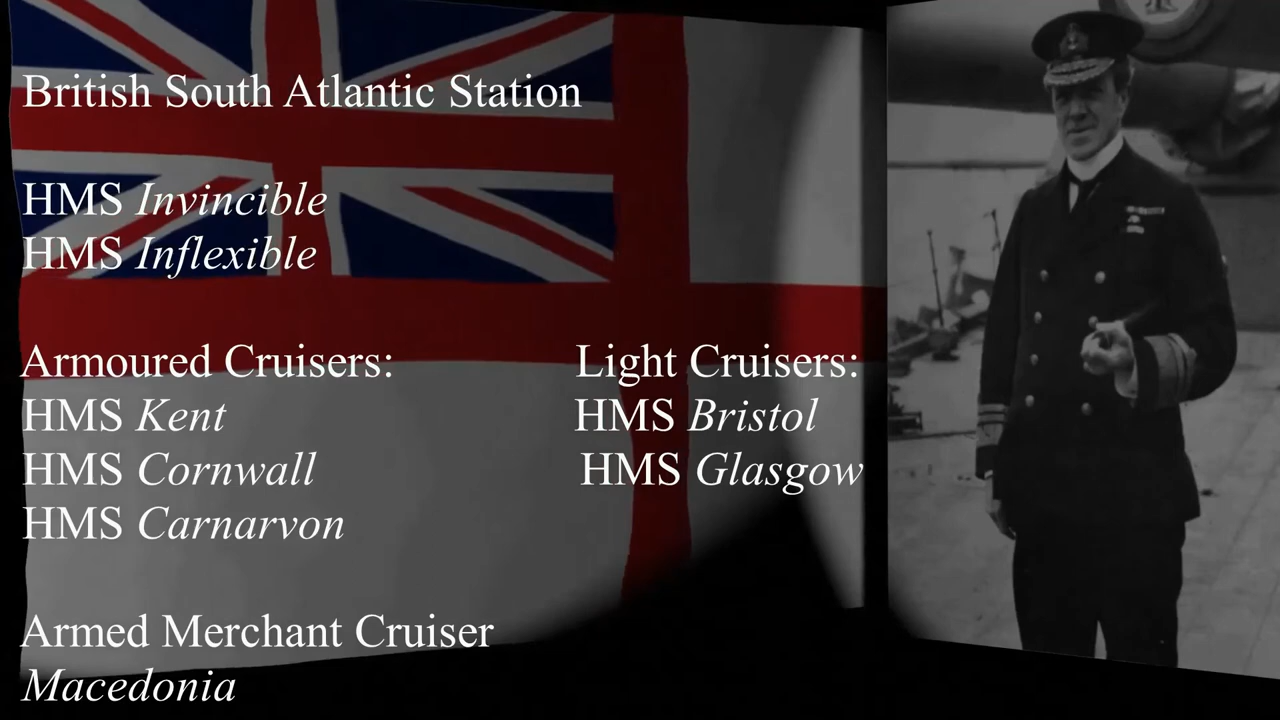 British South Atlantic Station
HMS Invincible
HMS Inflexible
Armoured Cruisers:
HMS Kent
HMS Cornwall
HMS Carnarvon
Light Cruisers:
HMS Bristol
HMS Glasgow
Armed Merchant Cruiser
Macedonia